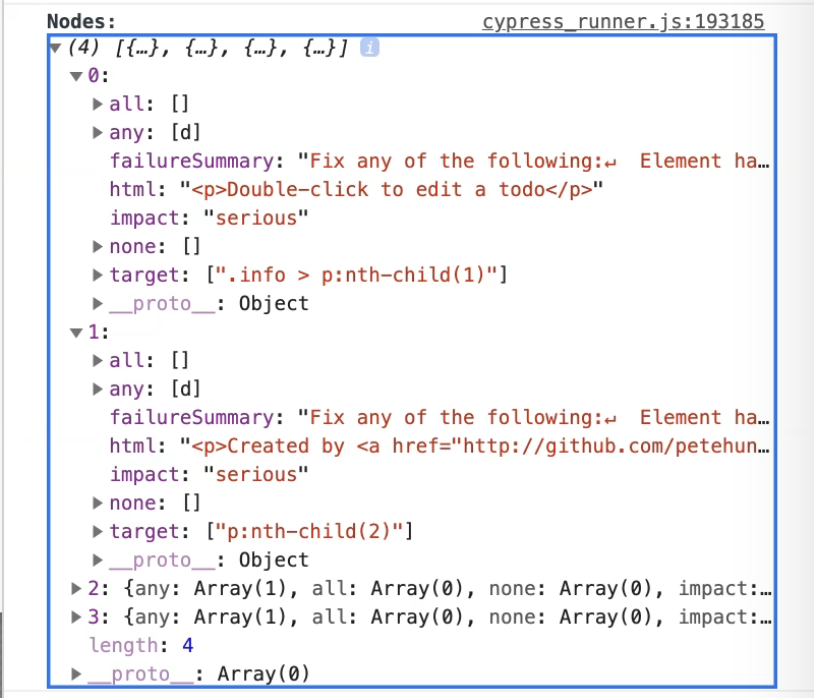 Nodes: cypress_runner.js:193185
▼(4) [{…}, {…}, {…}, {…}] i
▼0:
▶all: []
▶any: [d]
failureSummary: "Fix any of the following:↵  Element ha…
html: "<p>Double-click to edit a todo</p>"
impact: "serious"
▶none: []
▶target: [".info > p:nth-child(1)"]
▶__proto__: Object
▼1:
▶all: []
▶any: [d]
failureSummary: "Fix any of the following:↵  Element ha…
html: "<p>Created by <a href="http://github.com/petehun…
impact: "serious"
▶none: []
▶target: ["p:nth-child(2)"]
▶__proto__: Object
▶2: {any: Array(1), all: Array(0), none: Array(0), impact:…
▶3: {any: Array(1), all: Array(0), none: Array(0), impact:…
length: 4
▶__proto__: Array(0)